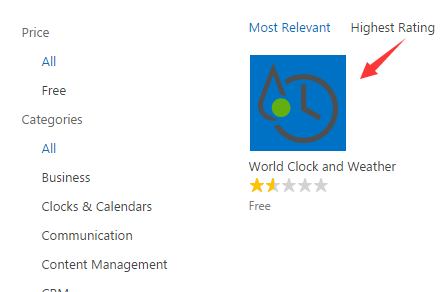 Price
All
Free
Categories
All
Business
Clocks & Calendars
Communication
Content Management
CRM
Most Relevant Highest Rating
World Clock and Weather
Free